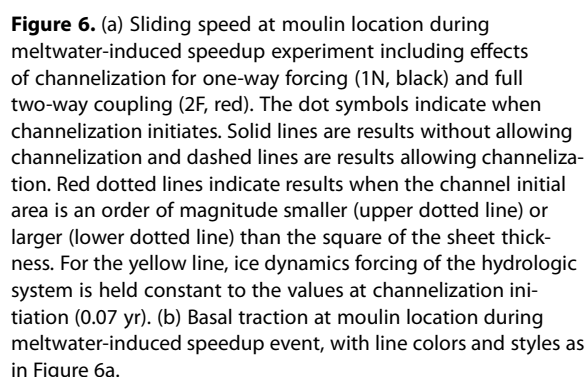 Figure 6. (a) Sliding speed at moulin location during
meltwater-induced speedup experiment including effects
of channelization for one-way forcing (1N, black) and full
two-way coupling (2F, red). The dot symbols indicate when
channelization initiates. Solid lines are results without allowing
channelization and dashed lines are results allowing channeliza-
tion. Red dotted lines indicate results when the channel initial
area is an order of magnitude smaller (upper dotted line) or
larger (lower dotted line) than the square of the sheet thick-
ness. For the yellow line, ice dynamics forcing of the hydrologic
system is held constant to the values at channelization ini-
tiation (0.07 yr). (b) Basal traction at moulin location during
meltwater-induced speedup event, with line colors and styles as
in Figure 6a.